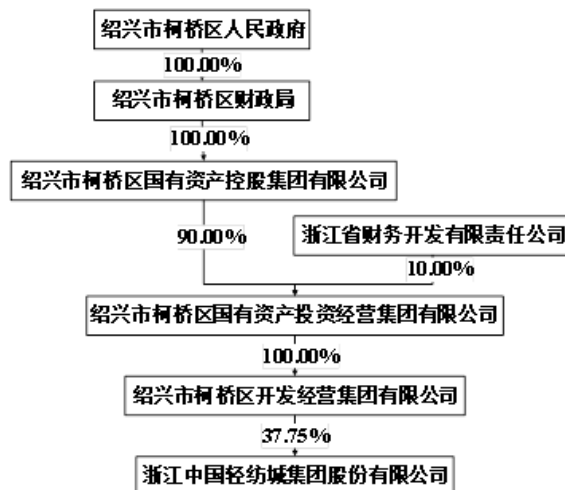 绍兴市柯桥区人民政府
100.00%
绍兴市柯桥区财政局
100.00%
绍兴市柯桥区国有资产控股集团有限公司
90.00%
浙江省财务开发有限责任公司
10.00%
绍兴市柯桥区国有资产投资经营集团有限公司
100.00%
绍兴市柯桥区开发经营集团有限公司
37.75%
浙江中国轻纺城集团股份有限公司